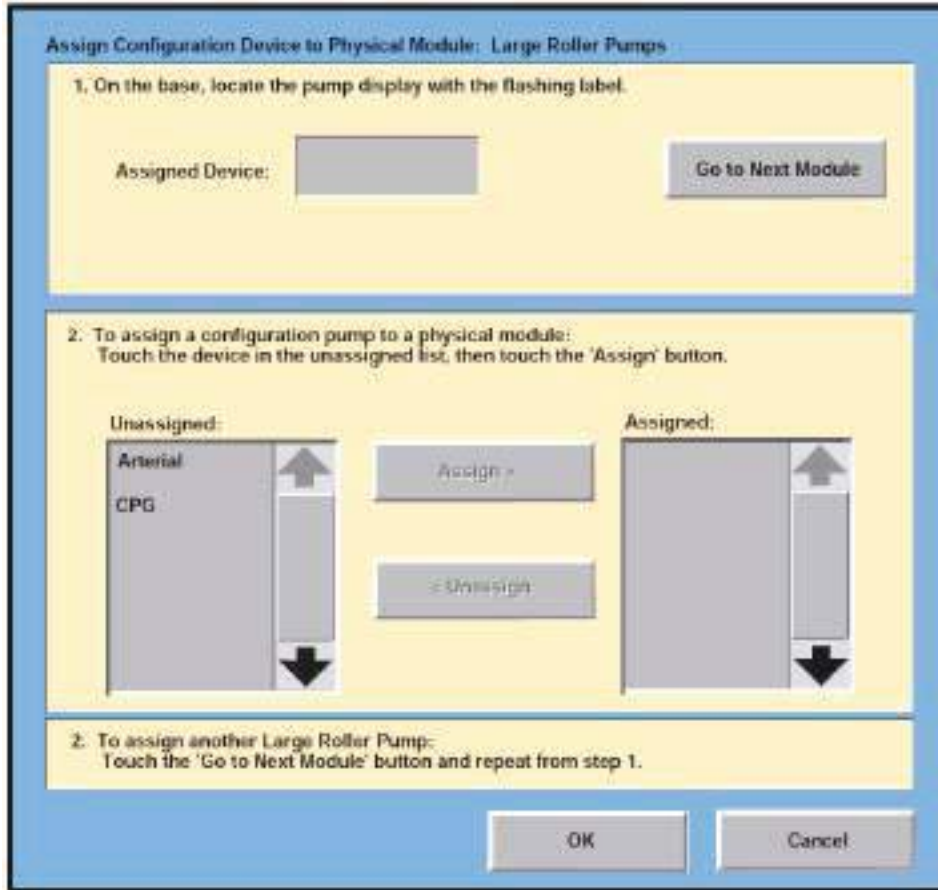 Assign Configuration Device to Physical Module: Large Roller Pumps
1. On the base, locate the pump display with the flashing label.
Assigned Device:
Go to Next Module
2. To assign a configuration pump to a physical module:
Touch the device in the unassigned list, then touch the 'Assign' button.
Unassigned:
Assigned:
Arterial
CPG
Assign >
< Unassign
2. To assign another Large Roller Pump:
Touch the 'Go to Next Module' button and repeat from step 1.
OK
Cancel